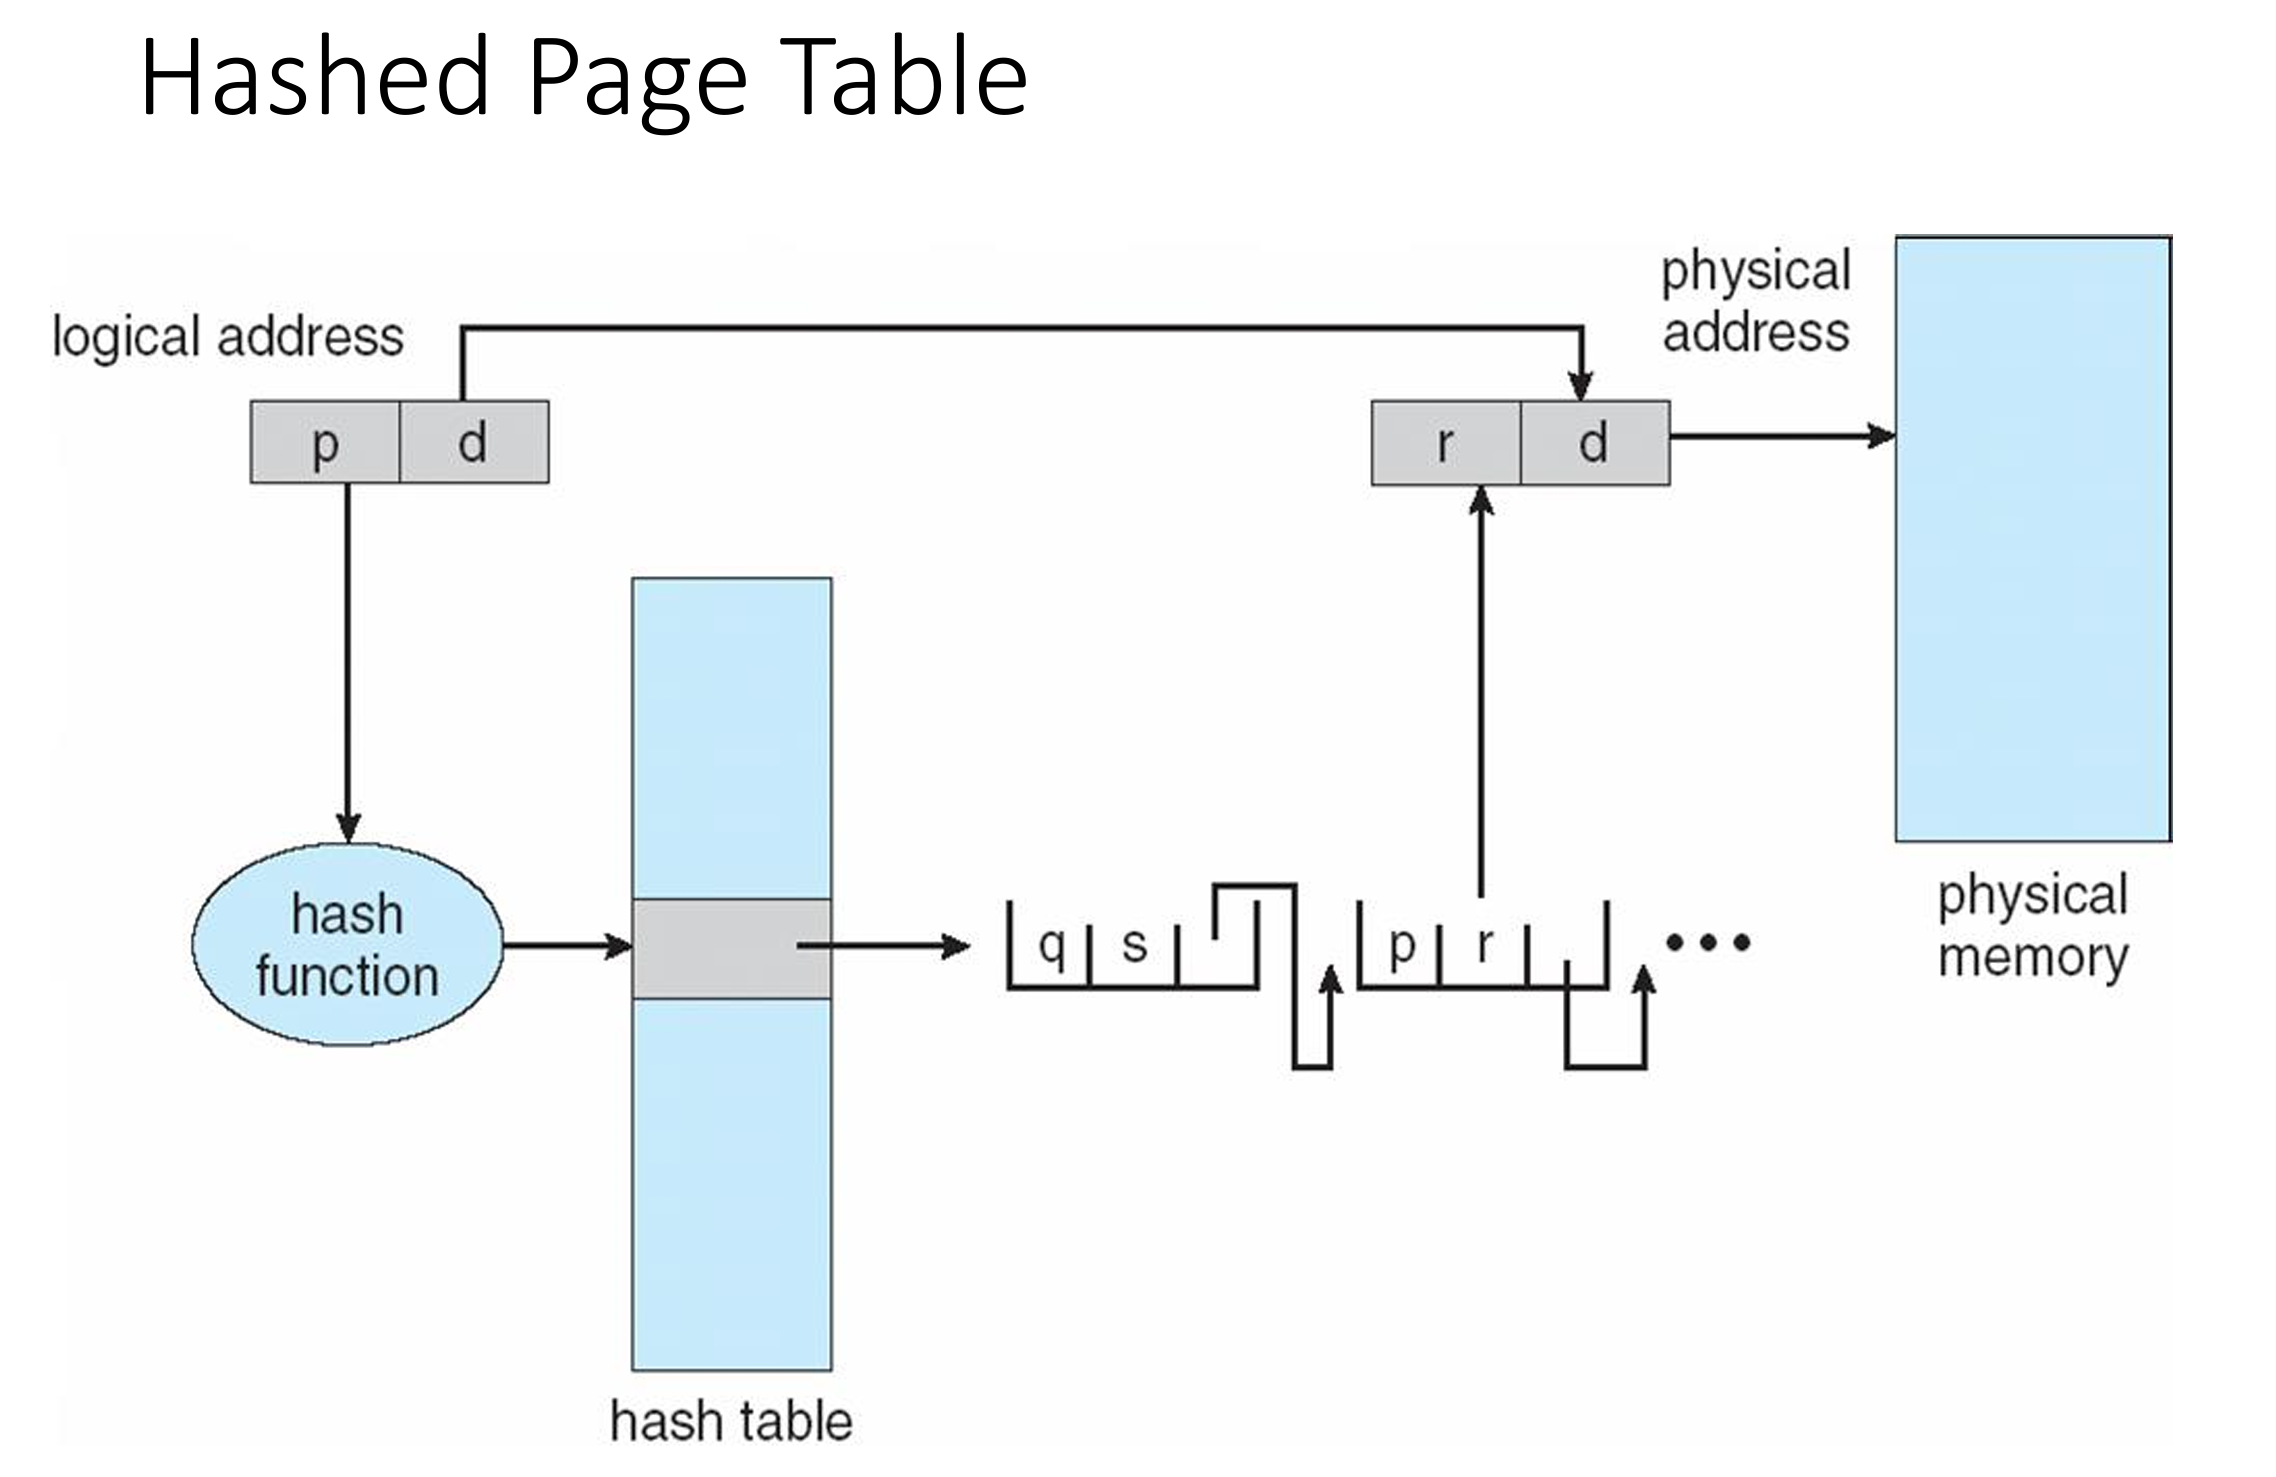 Hashed Page Table
logical address
physical
address
p d
r d
hash
function
q s
p r
•••
physical
memory
hash table